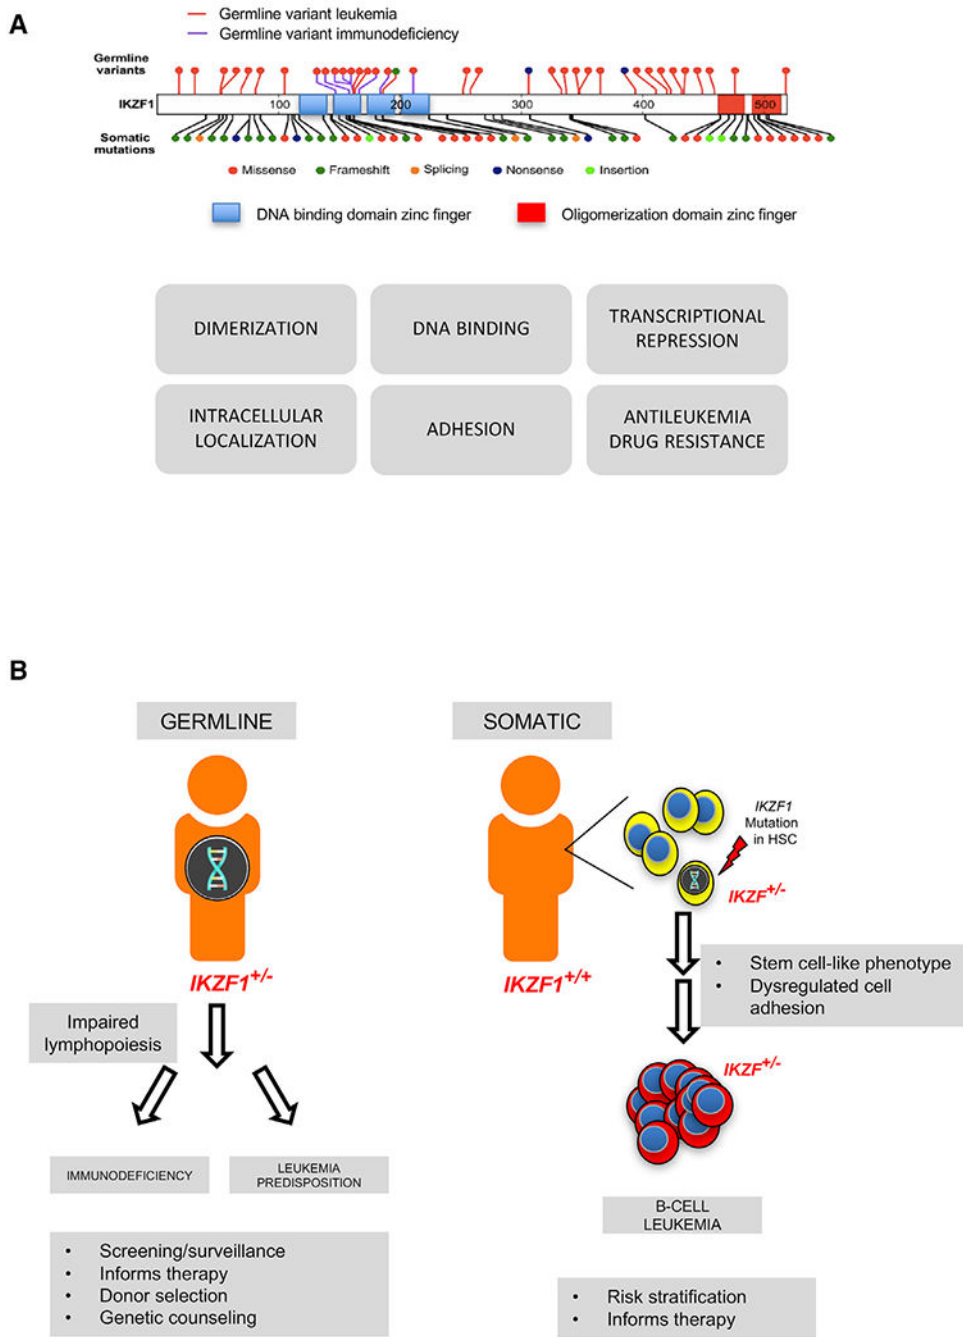 A
Germline variant leukemia
Germline variant immunodeficiency
Germline
variants
IKZF1
100
200
300
400
500
Somatic
mutations
Missense
Frameshift
Splicing
Nonsense
Insertion
DNA binding domain zinc finger
Oligomerization domain zinc finger
DIMERIZATION
DNA BINDING
TRANSCRIPTIONAL
REPRESSION
INTRACELLULAR
LOCALIZATION
ADHESION
ANTILEUKEMIA
DRUG RESISTANCE
B
GERMLINE
IKZF1+/-
Impaired
lymphopoiesis
IMMUNODEFICIENCY
LEUKEMIA
PREDISPOSITION
• Screening/surveillance
• Informs therapy
• Donor selection
• Genetic counseling
SOMATIC
IKZF1+/+
IKZF1
Mutation
in HSC
IKZF+/-
• Stem cell-like phenotype
• Dysregulated cell
adhesion
IKZF+/-
B-CELL
LEUKEMIA
• Risk stratification
• Informs therapy